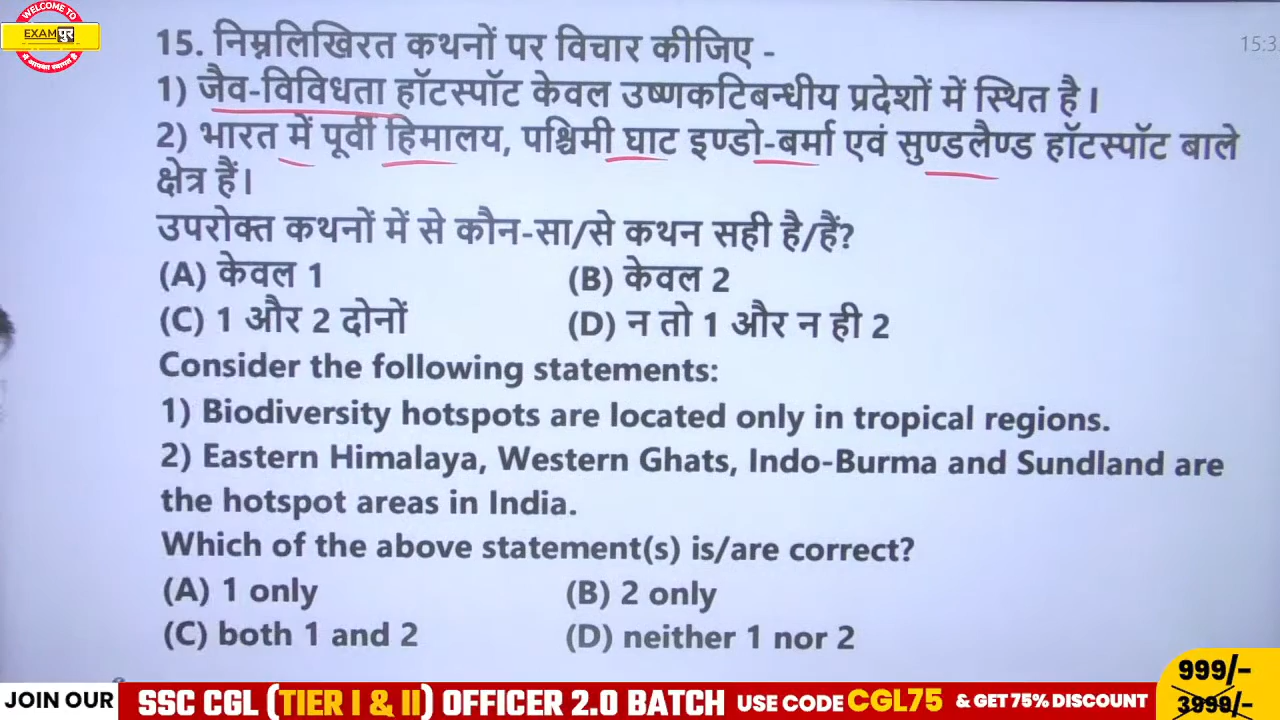 WELCOME TO
EXAMपुर
में आपका स्वागत है
15. निम्नलिखिरत कथनों पर विचार कीजिए -
15:3
1) जैव-विविधता हॉटस्पॉट केवल उष्णकटिबन्धीय प्रदेशों में स्थित है।
2) भारत में पूर्वी हिमालय, पश्चिमी घाट इण्डो-बर्मा एवं सुण्डलैण्ड हॉटस्पॉट बाले
क्षेत्र हैं।
उपरोक्त कथनों में से कौन-सा/से कथन सही है/हैं?
(A) केवल 1 (B) केवल 2
(C) 1 और 2 दोनों (D) न तो 1 और न ही 2
Consider the following statements:
1) Biodiversity hotspots are located only in tropical regions.
2) Eastern Himalaya, Western Ghats, Indo-Burma and Sundland are
the hotspot areas in India.
Which of the above statement(s) is/are correct?
(A) 1 only (B) 2 only
(C) both 1 and 2 (D) neither 1 nor 2
JOIN OUR SSC CGL (TIER I & II) OFFICER 2.0 BATCH USE CODE CGL75 & GET 75% DISCOUNT
999/-
3999/-